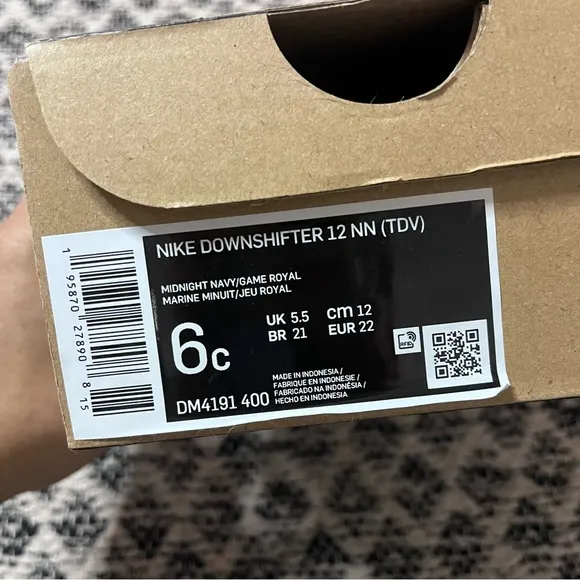 NIKE DOWNSHIFTER 12 NN (TDV)
MIDNIGHT NAVY/GAME ROYAL
MARINE MINUIT/JEU ROYAL
6C
UK 5.5 cm 12
BR 21 EUR 22
RFID
MADE IN INDONESIA/
FABRIQUE EN INDONESIE/
FABRICADO NA INDONÉSIA/
HECHO EN INDONESIA
DM4191 400
1 95870 27890 8 15